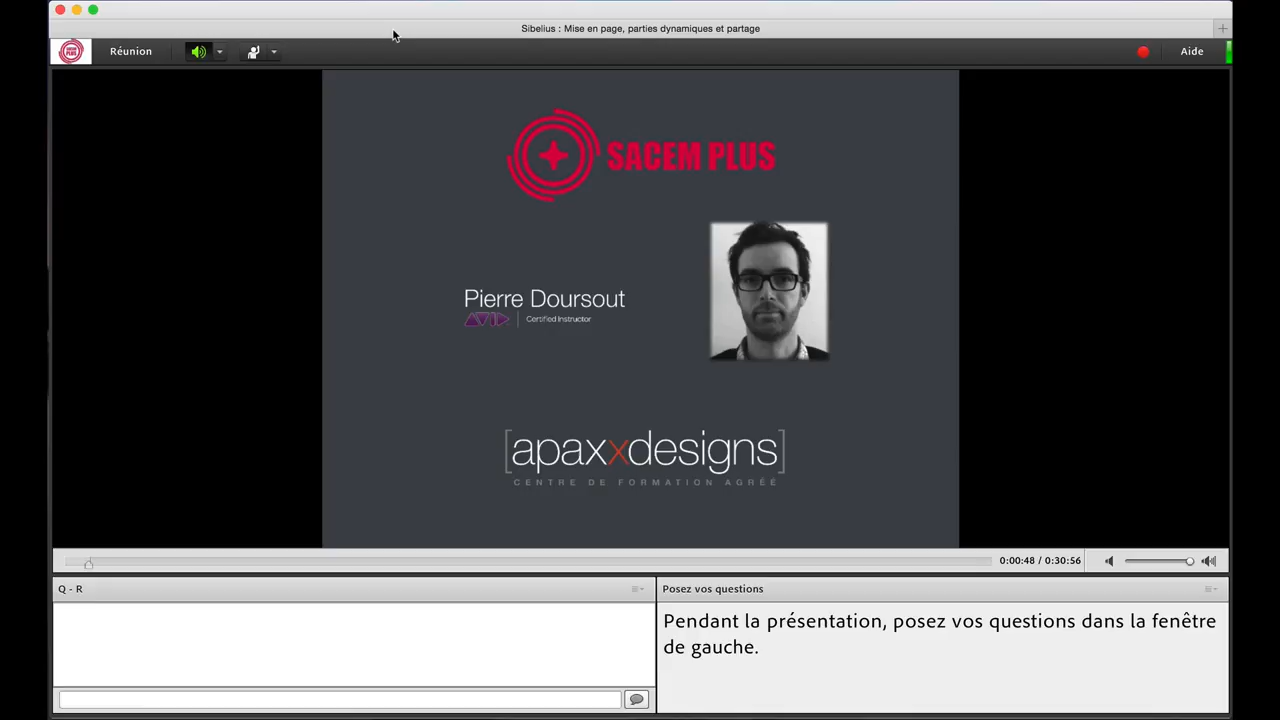 Sibelius : Mise en page, parties dynamiques et partage
Réunion
Aide
SACEM PLUS
Pierre Doursout
AVID
Certified Instructor
[apaxxdesigns]
CENTRE DE FORMATION AGRÉÉ
0:00:48 / 0:30:56
Q - R
Posez vos questions
Pendant la présentation, posez vos questions dans la fenêtre
de gauche.